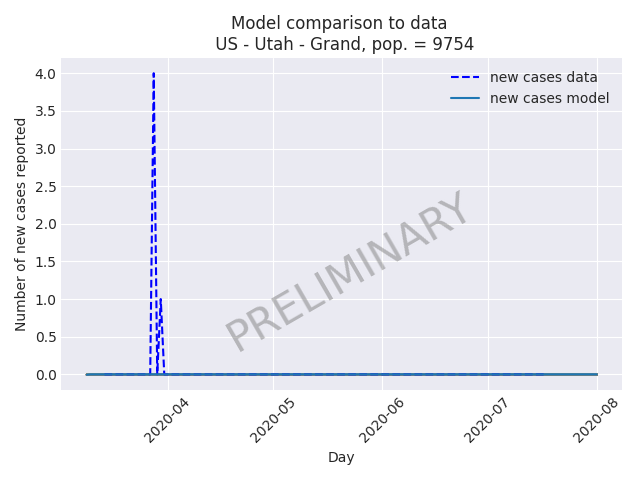 Model comparison to data
US - Utah - Grand, pop. = 9754
new cases data
new cases model
4.0
3.5
3.0
2.5
2.0
1.5
1.0
0.5
0.0
Number of new cases reported
PRELIMINARY
2020-04
2020-05
2020-06
2020-07
2020-08
Day